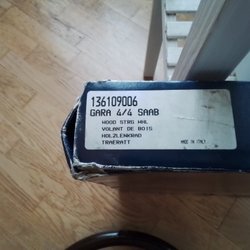 136109006
GARA 4/4 SAAB
WOOD STRG WHL
VOLANT DE BOIS
HOLZLENKRAD
TRAERATT
MADE IN ITALY